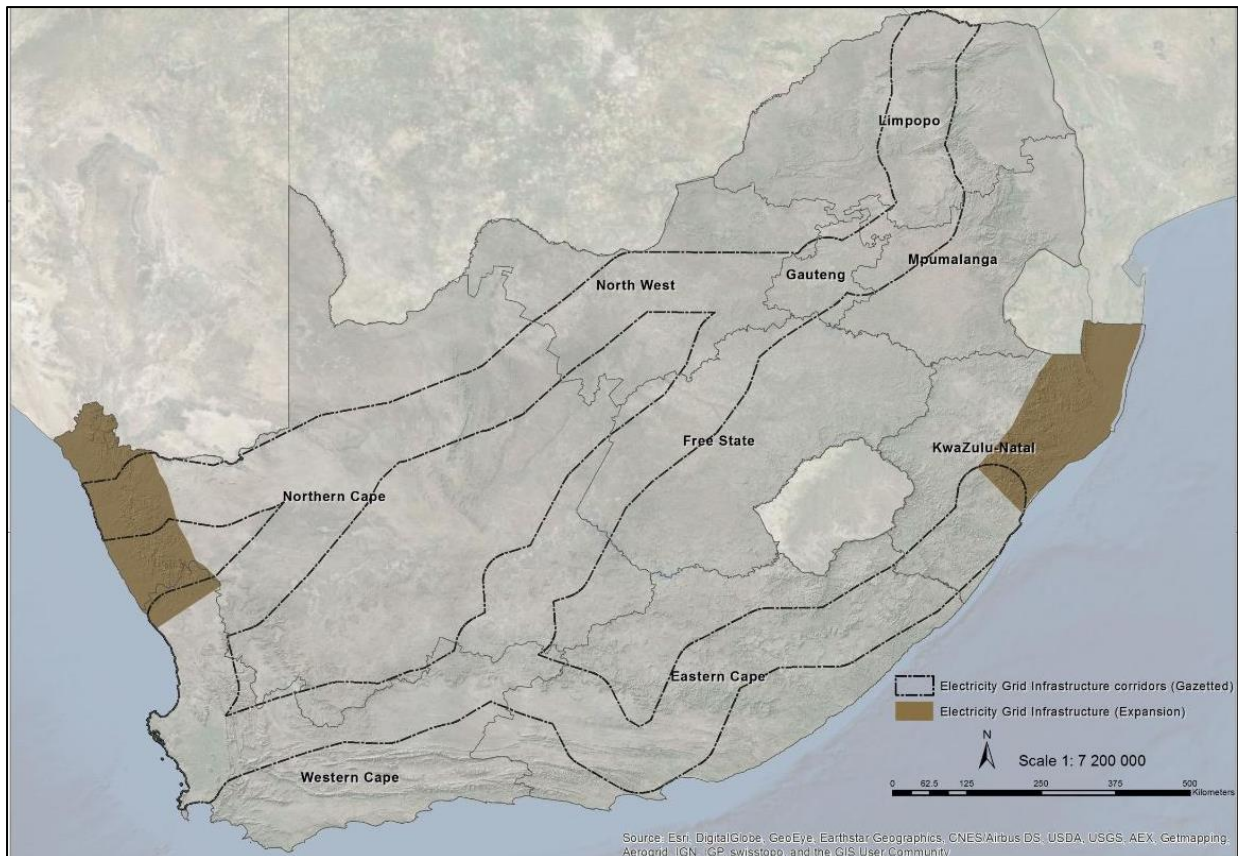 Limpopo
Mpumalanga
Gauteng
North West
Free State
KwaZulu-Natal
Northern Cape
Eastern Cape
Western Cape
Electricity Grid Infrastructure corridors (Gazetted)
Electricity Grid Infrastructure (Expansion)
N
Scale 1: 7 200 000
0 62.5 125 250 375 500
Kilometers
Source: Esri, DigitalGlobe, GeoEye, Earthstar Geographics, CNES/Airbus DS, USDA, USGS, AEX, Getmapping,
Aerogrid, IGN, IGP, swisstopo, and the GIS User Community